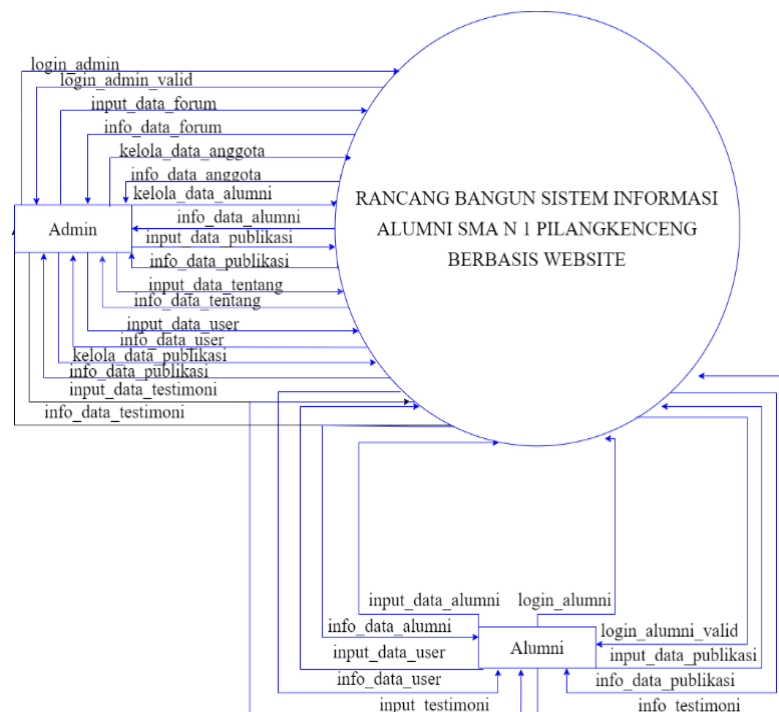 login_admin
login_admin_valid
input_data_forum
info_data_forum
kelola_data_anggota
info_data_anggota
kelola_data_alumni
info_data_alumni
input_data_publikasi
info_data_publikasi
input_data_tentang
info_data_tentang
input_data_user
info_data_user
kelola_data_publikasi
info_data_publikasi
input_data_testimoni
info_data_testimoni
Admin
RANCANG BANGUN SISTEM INFORMASI
ALUMNI SMA N 1 PILANGKENCENG
BERBASIS WEBSITE
input_data_alumni
login_alumni
info_data_alumni
input_data_user
info_data_user
input_testimoni
Alumni
login_alumni_valid
input_data_publikasi
info_data_publikasi
info_testimoni